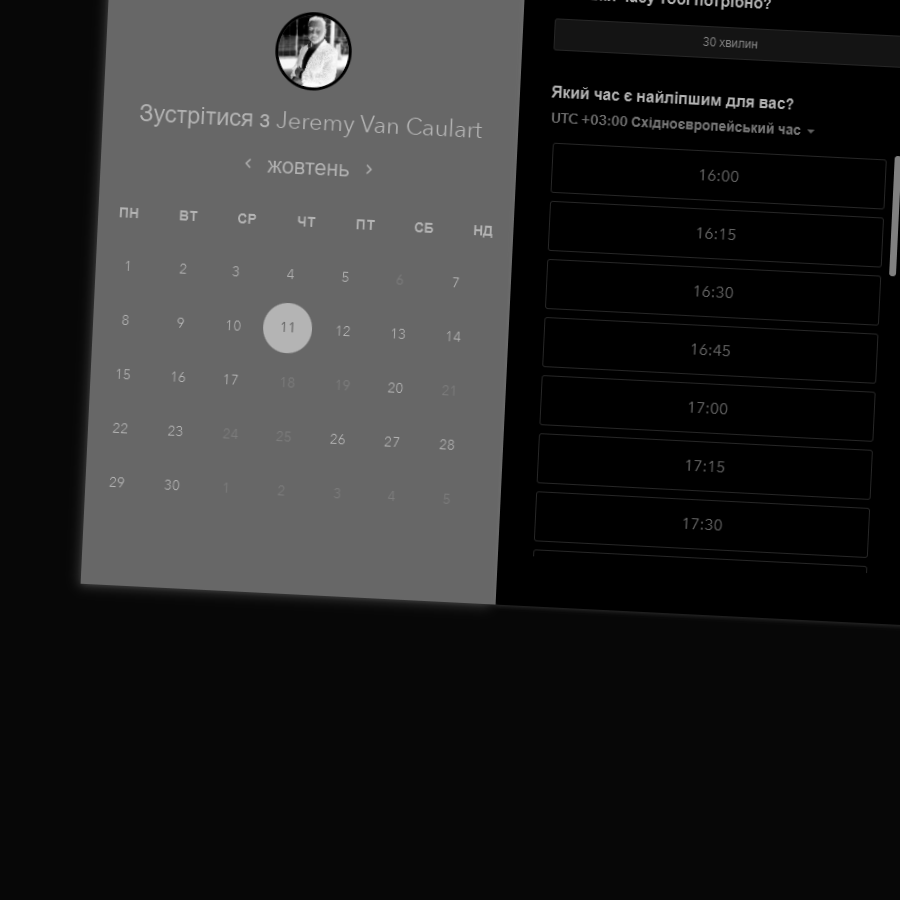 Зустрітися з Jeremy Van Caulart
жовтень
ПН ВТ СР ЧТ ПТ СБ НД
1 2 3 4 5 6 7
8 9 10 11 12 13 14
15 16 17 18 19 20 21
22 23 24 25 26 27 28
29 30 1 2 3 4 5
часу тобі потрібно?
30 хвилин
Який час є найліпшим для вас?
UTC +03:00 Східноєвропейський час
16:00
16:15
16:30
16:45
17:00
17:15
17:30